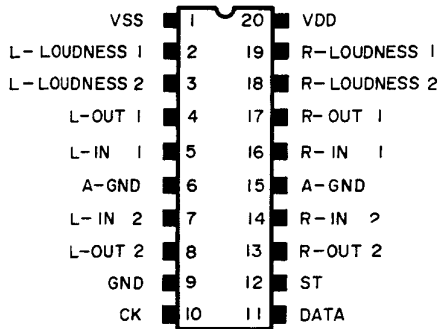 VSS 1 20 VDD
L-LOUDNESS 1 2 19 R-LOUDNESS 1
L-LOUDNESS 2 3 18 R-LOUDNESS 2
L-OUT 1 4 17 R-OUT 1
L-IN 1 5 16 R-IN 1
A-GND 6 15 A-GND
L-IN 2 7 14 R-IN 2
L-OUT 2 8 13 R-OUT 2
GND 9 12 ST
CK 10 11 DATA